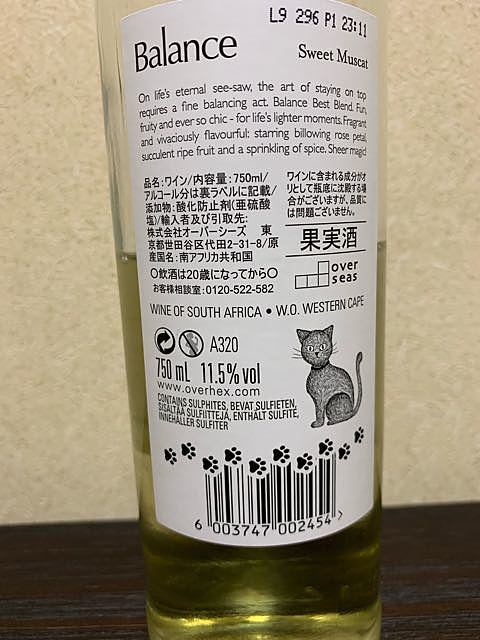 L9 296 P1 23:11
Balance
Sweet Muscat
On life's eternal see-saw, the art of staying on top
requires a fine balancing act. Balance Best Blend. Fun,
fruity and ever so chic - for life's lighter moments. Fragrant
and vivaciously flavourful: starring billowing rose petal,
succulent ripe fruit and a sprinkling of spice. Sheer magic!
品名:ワイン/内容量:750ml/
アルコール分は裏ラベルに記載/
添加物:酸化防止剤(亜硫酸
塩)/輸入者及び引取先:
株式会社オーバーシーズ 東
京都世田谷区代田2-31-8/原
産国名:南アフリカ共和国
〇飲酒は20歳になってから〇
お客様相談室:0120-522-582
ワインに含まれる成分がオ
リとして瓶底に沈殿する場
合がございますが、品質に
は問題ございません。
果実酒
over
seas
WINE OF SOUTH AFRICA • W.O. WESTERN CAPE
A320
750 mL 11.5% vol
www.overhex.com
CONTAINS SULPHITES, BEVAT SULFIETEN,
SISÄLTÄÄ SULFIITTEJÄ, ENTHÄLT SULFITE,
INNEHÅLLER SULFITER
6 003747 002454 >